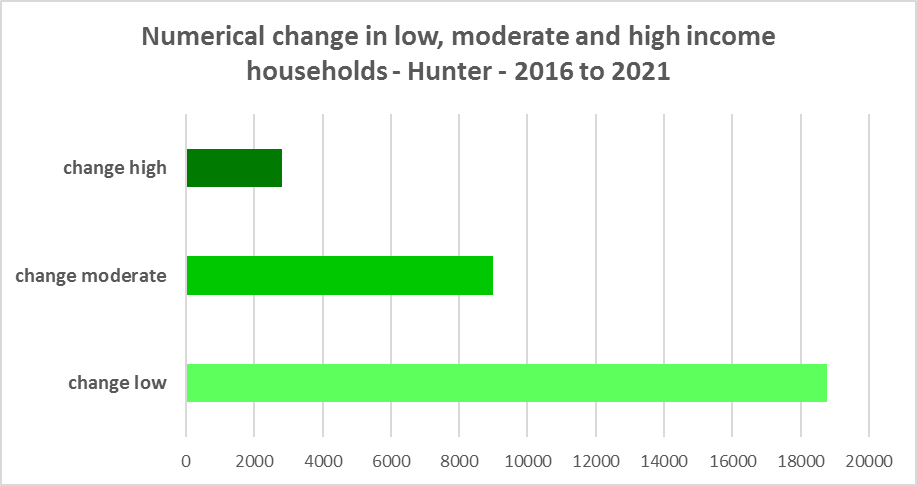 Numerical change in low, moderate and high income
households - Hunter - 2016 to 2021
change high
change moderate
change low
0 2000 4000 6000 8000 10000 12000 14000 16000 18000 20000